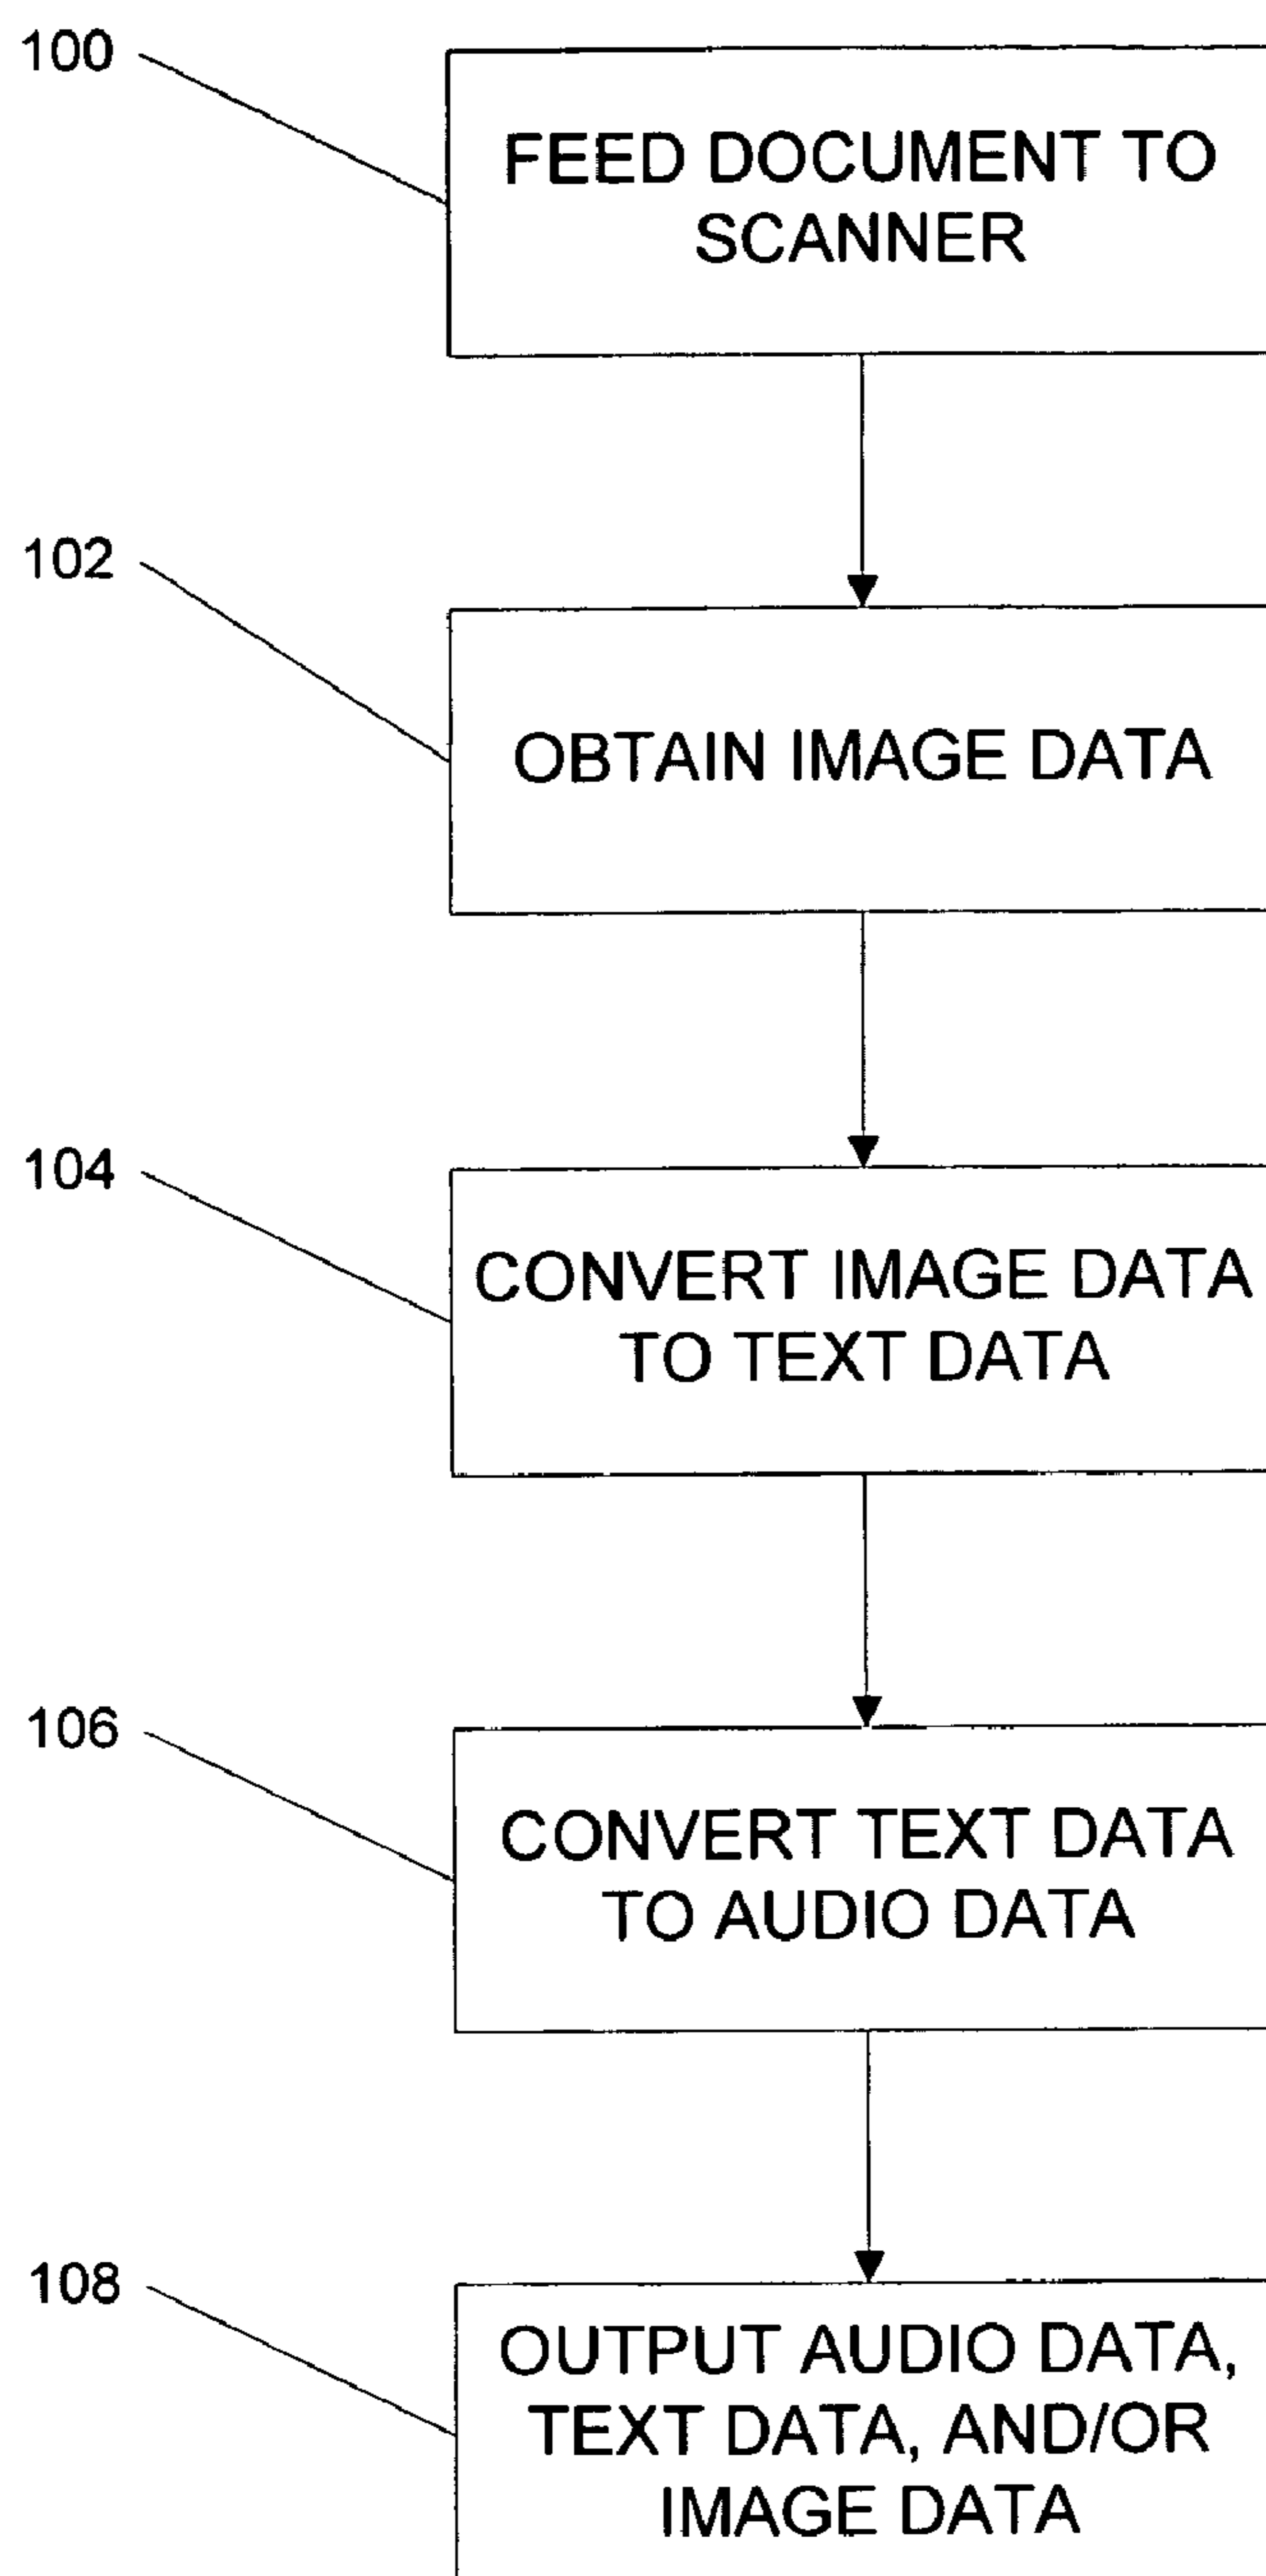 100
FEED DOCUMENT TO
SCANNER
102
OBTAIN IMAGE DATA
104
CONVERT IMAGE DATA
TO TEXT DATA
106
CONVERT TEXT DATA
TO AUDIO DATA
108
OUTPUT AUDIO DATA,
TEXT DATA, AND/OR
IMAGE DATA